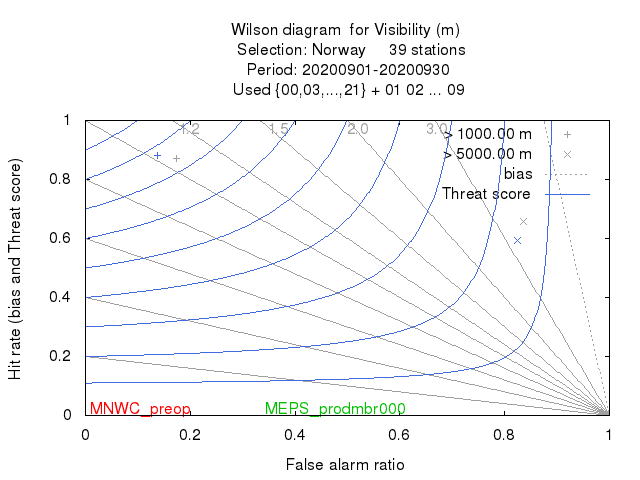 Wilson diagram for Visibility (m)
Selection: Norway 39 stations
Period: 20200901-20200930
Used {00,03,...,21} + 01 02 ... 09
Hit rate (bias and Threat score)
1
0.8
0.6
0.4
0.2
0
1.2
1.5
2.0
3.0
> 1000.00 m
> 5000.00 m
bias
Threat score
MNWC_preop
MEPS_prodmbr000
0
0.2
0.4
0.6
0.8
1
False alarm ratio